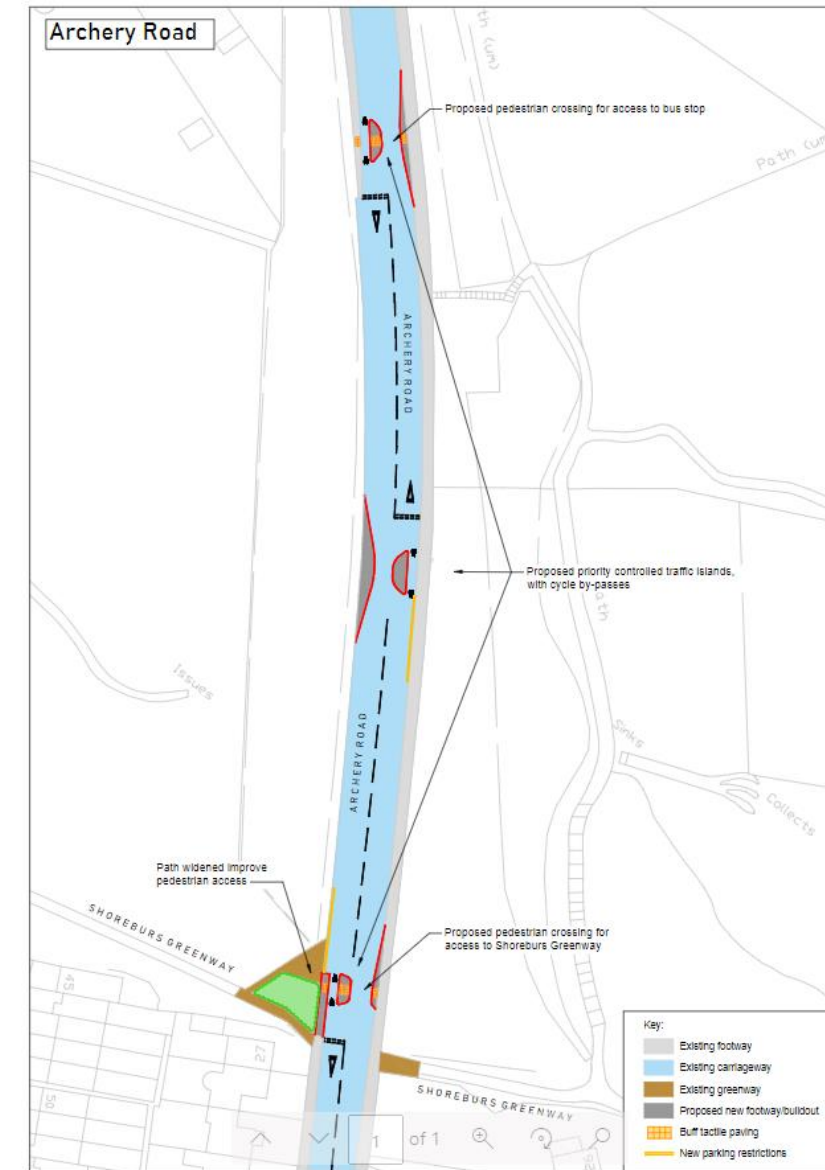 Archery Road
Path (um)
Proposed pedestrian crossing for access to bus stop
Path (um
ARCHERY ROAD
Proposed priority controlled traffic islands,
with cycle by-passes
Path
Issues
Sinks
ARCHERY ROAD
Collects
Path widened improve
pedestrian access
SHOREBURS GREENWAY
Proposed pedestrian crossing for
access to Shoreburs Greenway
45
27
50
SHOREBURS GREENWAY
Key:
Existing footway
Existing carriageway
Existing greenway
Proposed new footway/buildout
Buff tactile paving
New parking restrictions
1 of 1